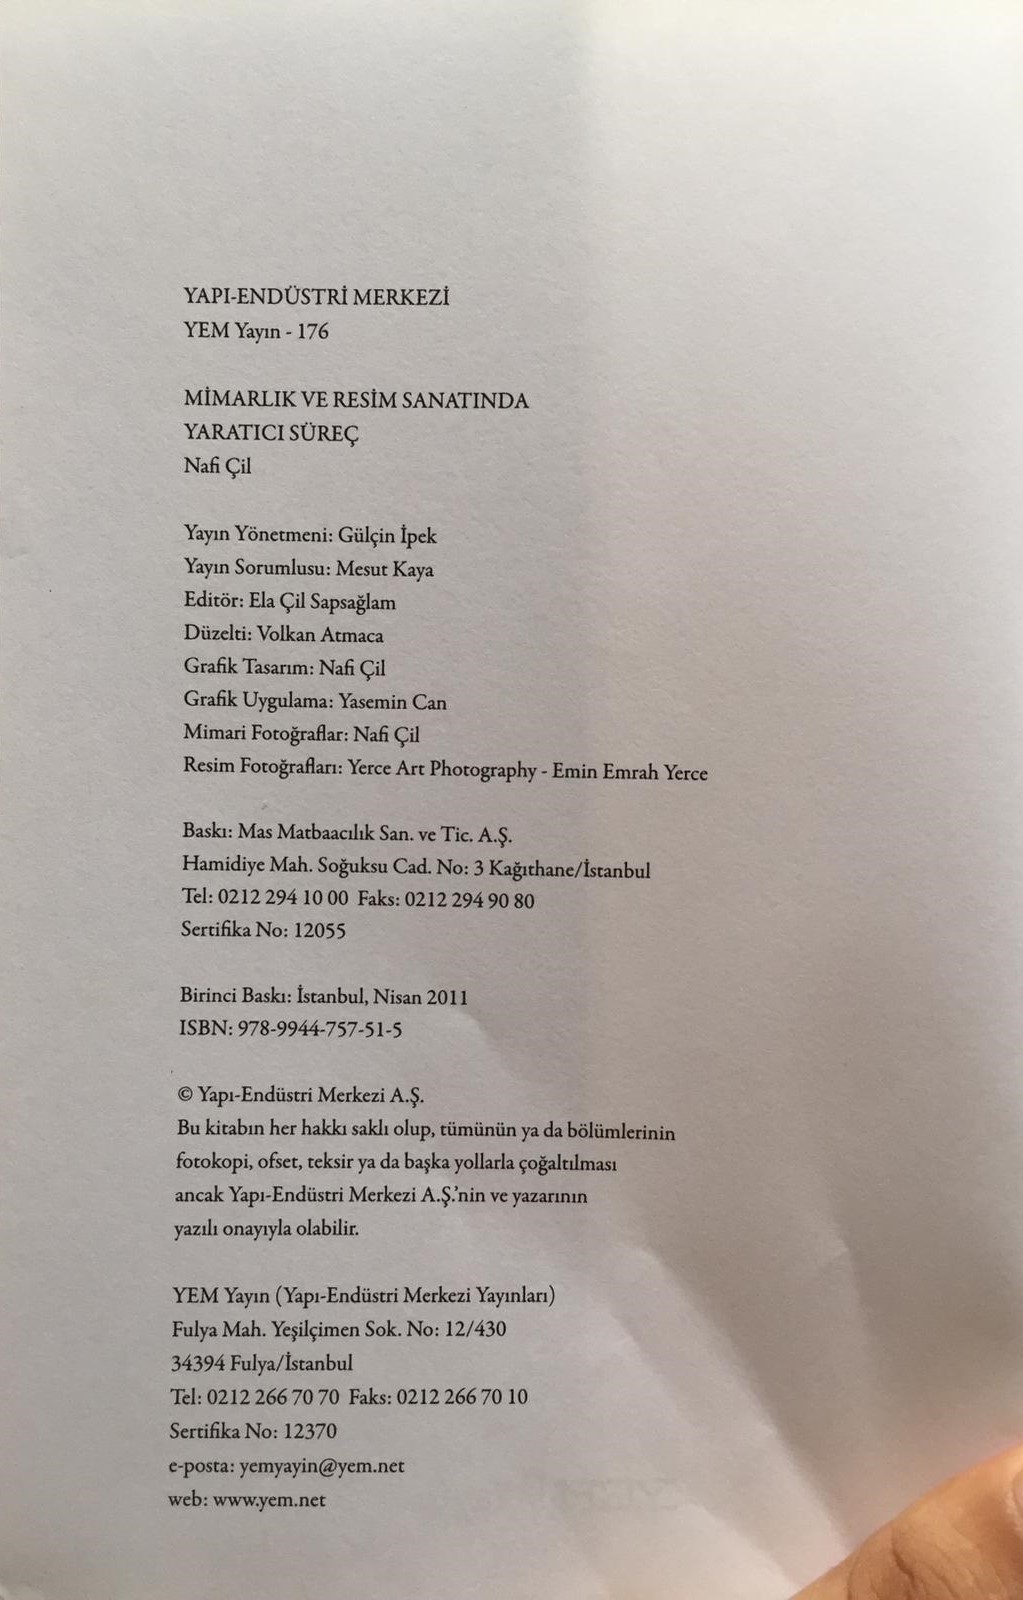 YAPI-ENDÜSTRİ MERKEZİ
YEM Yayın - 176
MİMARLIK VE RESİM SANATINDA
YARATICI SÜREÇ
Nafi Çil
Yayın Yönetmeni: Gülçin İpek
Yayın Sorumlusu: Mesut Kaya
Editör: Ela Çil Sapsağlam
Düzelti: Volkan Atmaca
Grafik Tasarım: Nafi Çil
Grafik Uygulama: Yasemin Can
Mimari Fotoğraflar: Nafi Çil
Resim Fotoğrafları: Yerce Art Photography - Emin Emrah Yerce
Baskı: Mas Matbaacılık San. ve Tic. A.Ş.
Hamidiye Mah. Soğuksu Cad. No: 3 Kağıthane/İstanbul
Tel: 0212 294 10 00 Faks: 0212 294 90 80
Sertifika No: 12055
Birinci Baskı: İstanbul, Nisan 2011
ISBN: 978-9944-757-51-5
© Yapı-Endüstri Merkezi A.Ş.
Bu kitabın her hakkı saklı olup, tümünün ya da bölümlerinin
fotokopi, ofset, teksir ya da başka yollarla çoğaltılması
ancak Yapı-Endüstri Merkezi A.Ş.'nin ve yazarının
yazılı onayıyla olabilir.
YEM Yayın (Yapı-Endüstri Merkezi Yayınları)
Fulya Mah. Yeşilçimen Sok. No: 12/430
34394 Fulya/İstanbul
Tel: 0212 266 70 70 Faks: 0212 266 70 10
Sertifika No: 12370
e-posta: yemyayin@yem.net
web: www.yem.net